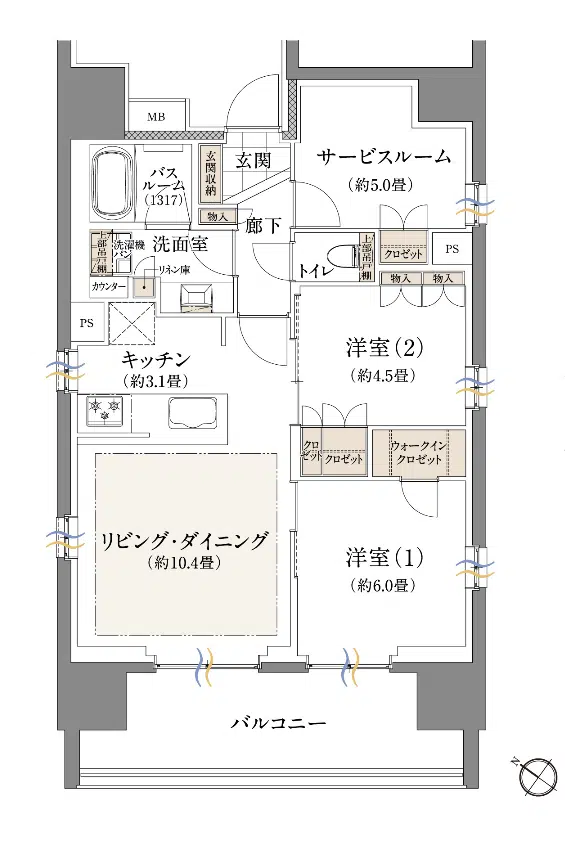 MB
バス
ルーム
(1317)
玄関
収納
玄関
サービスルーム
(約5.0畳)
物入
廊下
上部吊戸棚
洗濯機
パン
洗面室
リネン庫
カウンター
トイレ
上部吊戸棚
クロゼット
PS
物入
物入
PS
キッチン
(約3.1畳)
洋室(2)
(約4.5畳)
クロ
ゼット
クロゼット
ウォークイン
クロゼット
リビング・ダイニング
(約10.4畳)
洋室(1)
(約6.0畳)
バルコニー
N